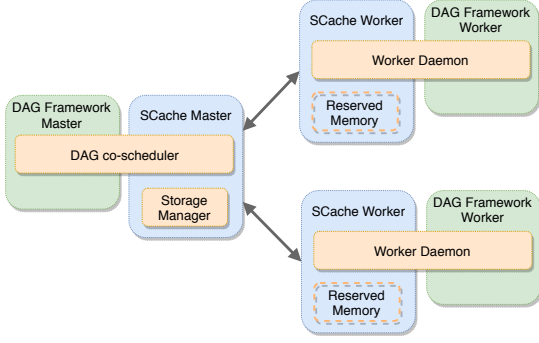 DAG Framework
Master
SCache Master
DAG co-scheduler
Storage
Manager
SCache Worker
DAG Framework
Worker
Worker Daemon
Reserved
Memory
SCache Worker
DAG Framework
Worker
Worker Daemon
Reserved
Memory